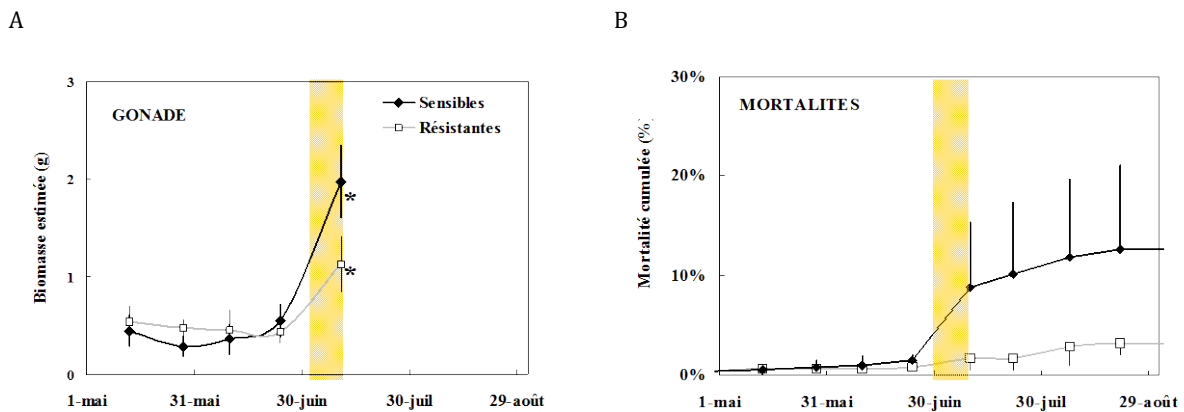 A
B
3
2
1
0
Biomasse estimée (g)
GONADE
Sensibles
Résistantes
*
*
1-mai
31-mai
30-juin
30-juil
29-août
30%
20%
10%
0%
Mortalité cumulée (%)
MORTALITES
1-mai
31-mai
30-juin
30-juil
29-août